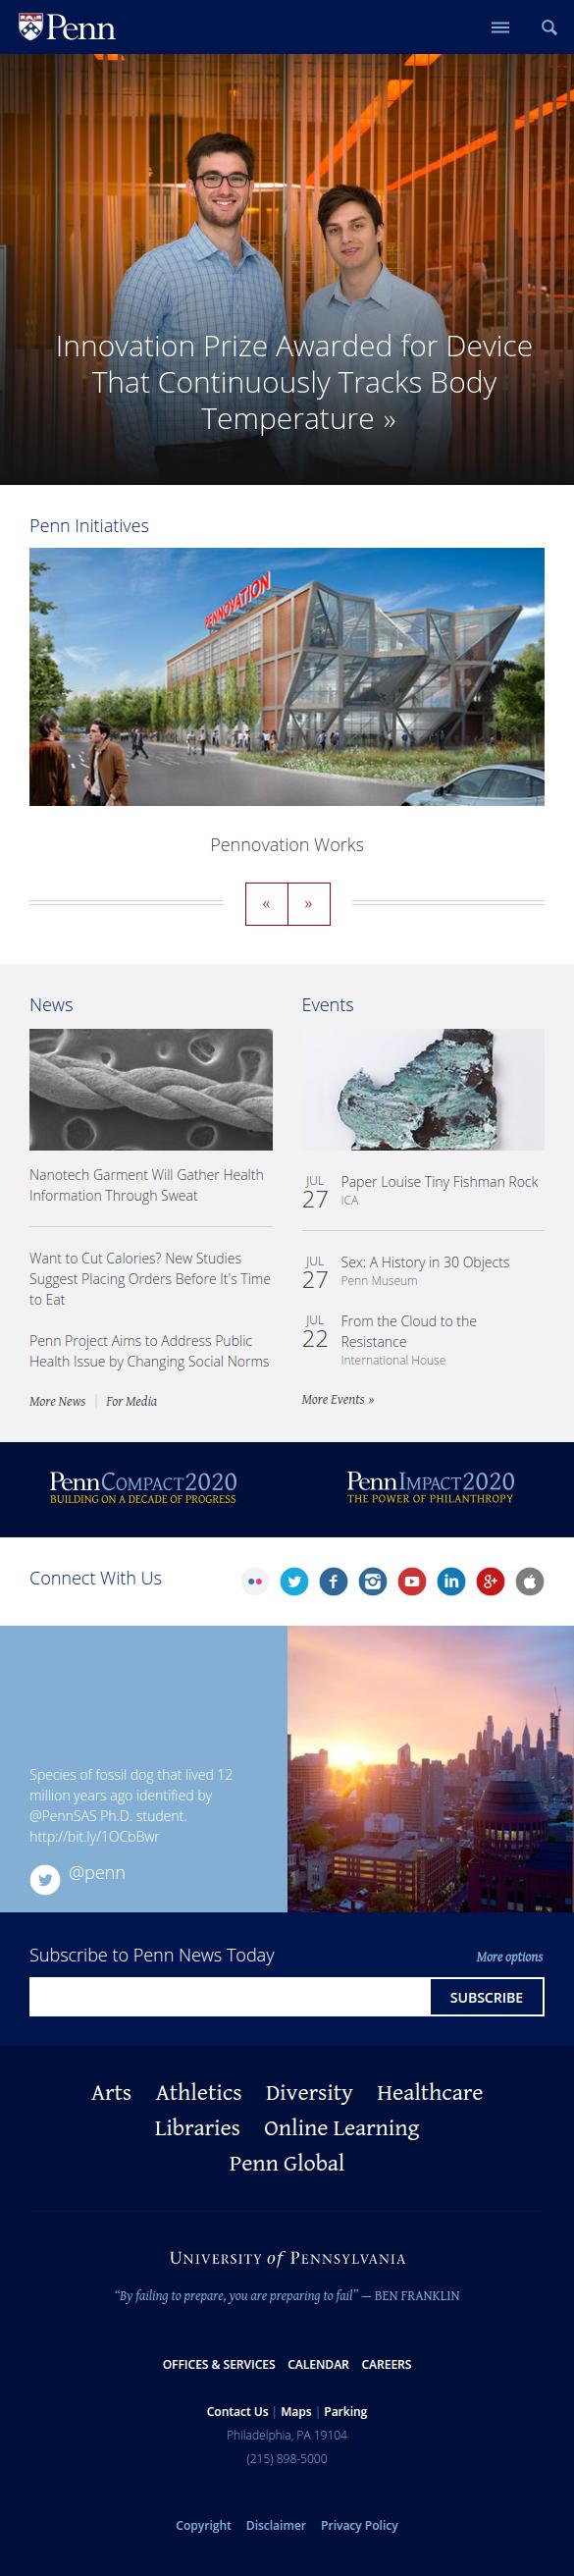 Penn
Innovation Prize Awarded for Device
That Continuously Tracks Body
Temperature »
Penn Initiatives
PENNOVATION
Pennovation Works
« »
News
Nanotech Garment Will Gather Health
Information Through Sweat
Want to Cut Calories? New Studies
Suggest Placing Orders Before It's Time
to Eat
Penn Project Aims to Address Public
Health Issue by Changing Social Norms
More News | For Media
Events
JUL
27
Paper Louise Tiny Fishman Rock
ICA
JUL
27
Sex: A History in 30 Objects
Penn Museum
JUL
22
From the Cloud to the
Resistance
International House
More Events »
PENN COMPACT 2020
BUILDING ON A DECADE OF PROGRESS
PENN IMPACT 2020
THE POWER OF PHILANTHROPY
Connect With Us
Species of fossil dog that lived 12
million years ago identified by
@PennSAS Ph.D. student.
http://bit.ly/1OCbBwr
@penn
Subscribe to Penn News Today
More options
SUBSCRIBE
Arts Athletics Diversity Healthcare
Libraries Online Learning
Penn Global
UNIVERSITY of PENNSYLVANIA
“By failing to prepare, you are preparing to fail” — BEN FRANKLIN
OFFICES & SERVICES CALENDAR CAREERS
Contact Us | Maps | Parking
Philadelphia, PA 19104
(215) 898-5000
Copyright Disclaimer Privacy Policy